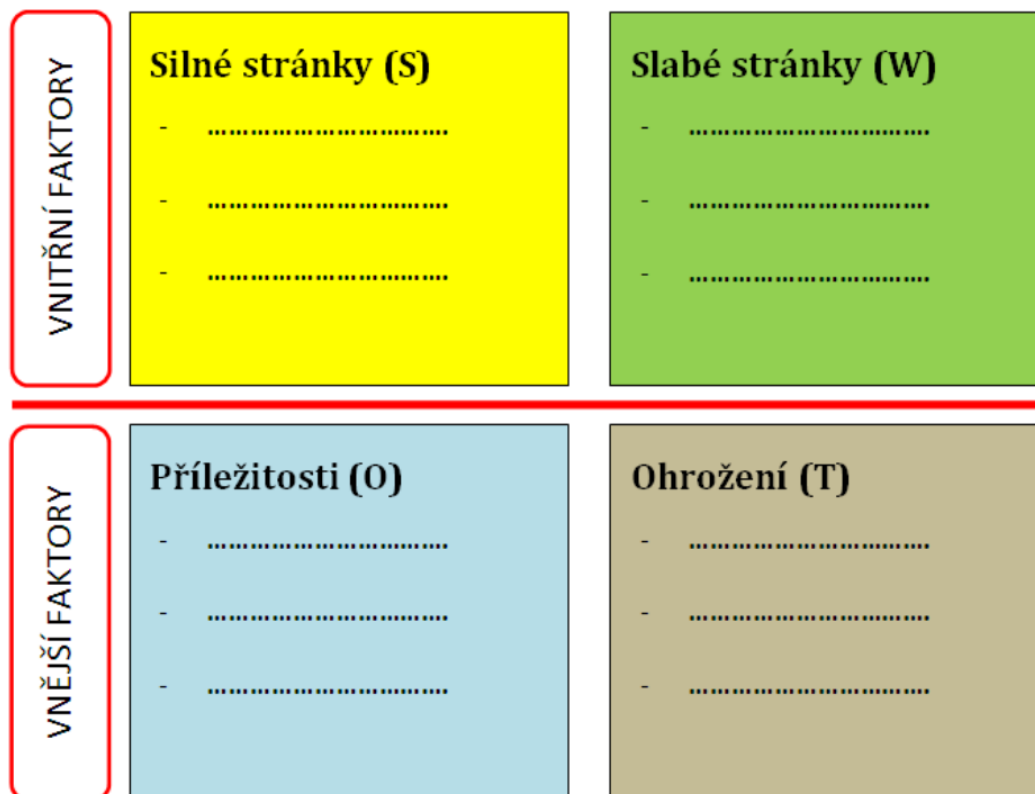 VNITŘNÍ FAKTORY
Silné stránky (S)
- …………………………….
- …………………………….
- …………………………….
Slabé stránky (W)
- …………………………….
- …………………………….
- …………………………….
VNĚJŠÍ FAKTORY
Příležitosti (O)
- …………………………….
- …………………………….
- …………………………….
Ohrožení (T)
- …………………………….
- …………………………….
- …………………………….